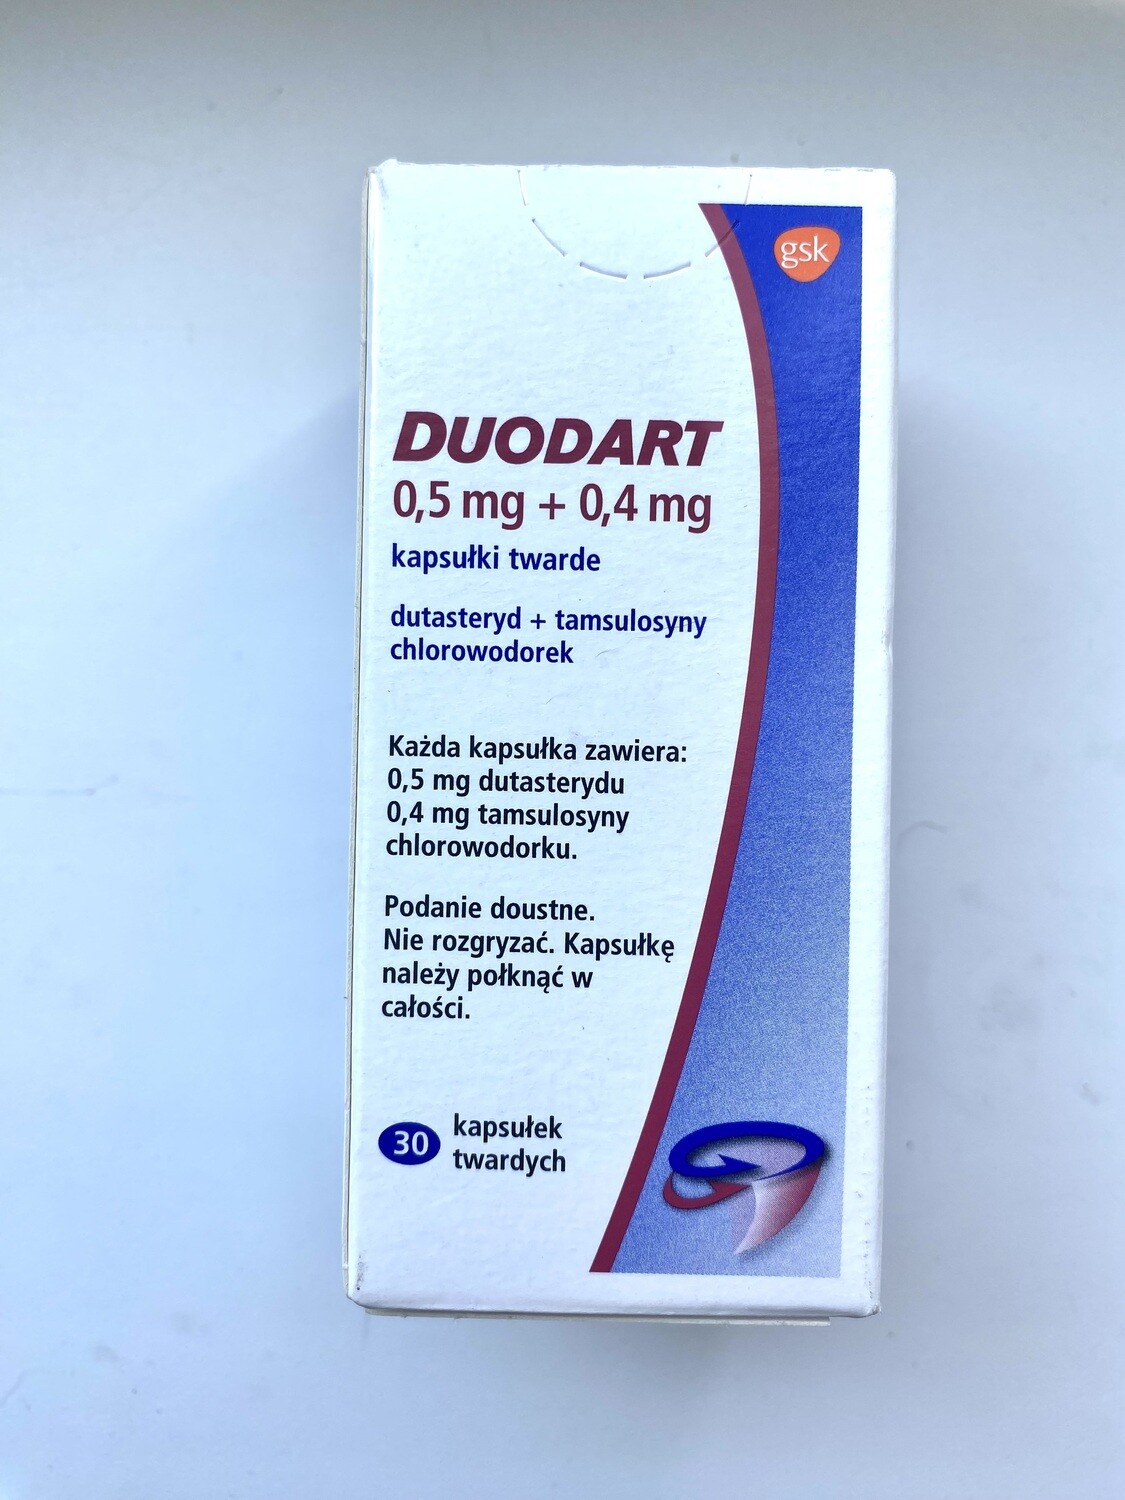 gsk
DUODART
0,5 mg + 0,4 mg
kapsułki twarde
dutasteryd + tamsulosyny
chlorowodorek
Każda kapsułka zawiera:
0,5 mg dutasterydu
0,4 mg tamsulosyny
chlorowodorku.
Podanie doustne.
Nie rozgryzać. Kapsułkę
należy połknąć w
całości.
30 kapsułek
twardych